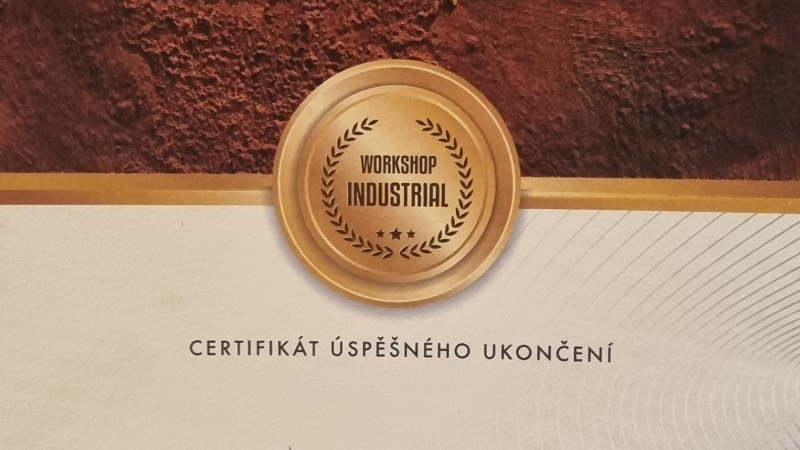 WORKSHOP
INDUSTRIAL
CERTIFIKÁT ÚSPĚŠNÉHO UKONČENÍ